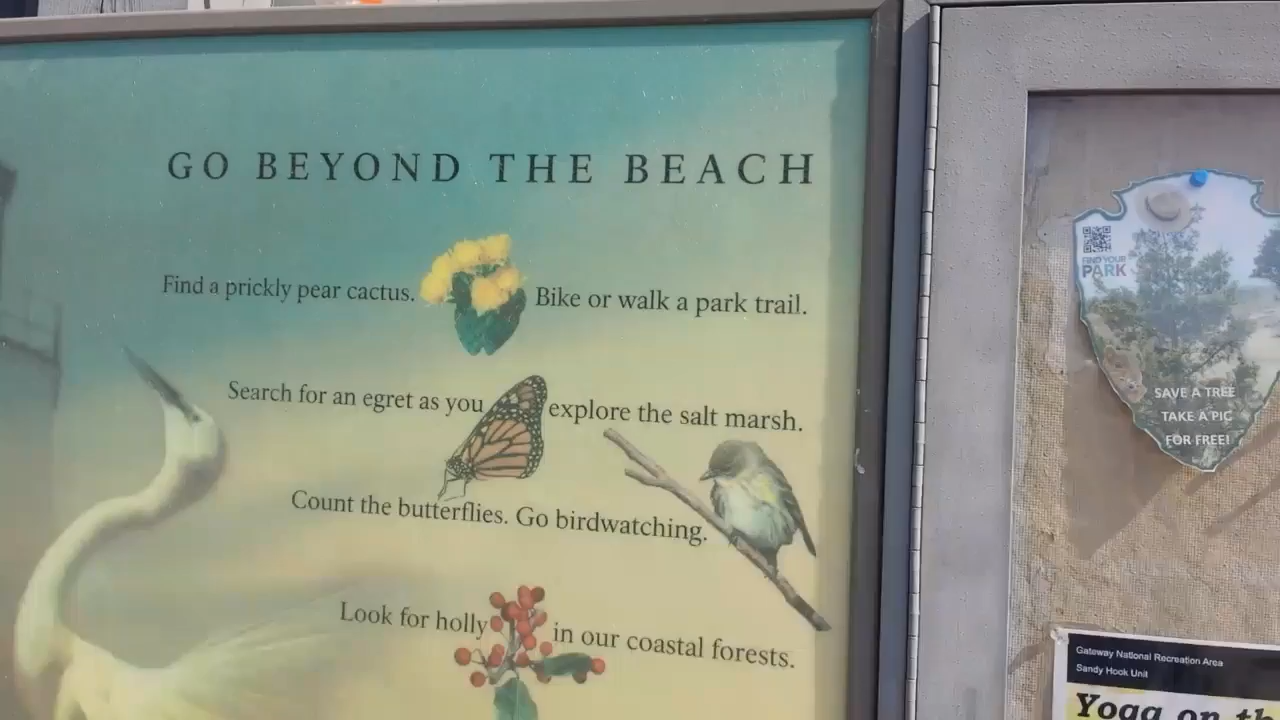 GO BEYOND THE BEACH
Find a prickly pear cactus. Bike or walk a park trail.
Search for an egret as you explore the salt marsh.
Count the butterflies. Go birdwatching.
Look for holly in our coastal forests.
FIND YOUR
PARK
SAVE A TREE
TAKE A PIC
FOR FREE!
Gateway National Recreation Area
Sandy Hook Unit
Yoga on